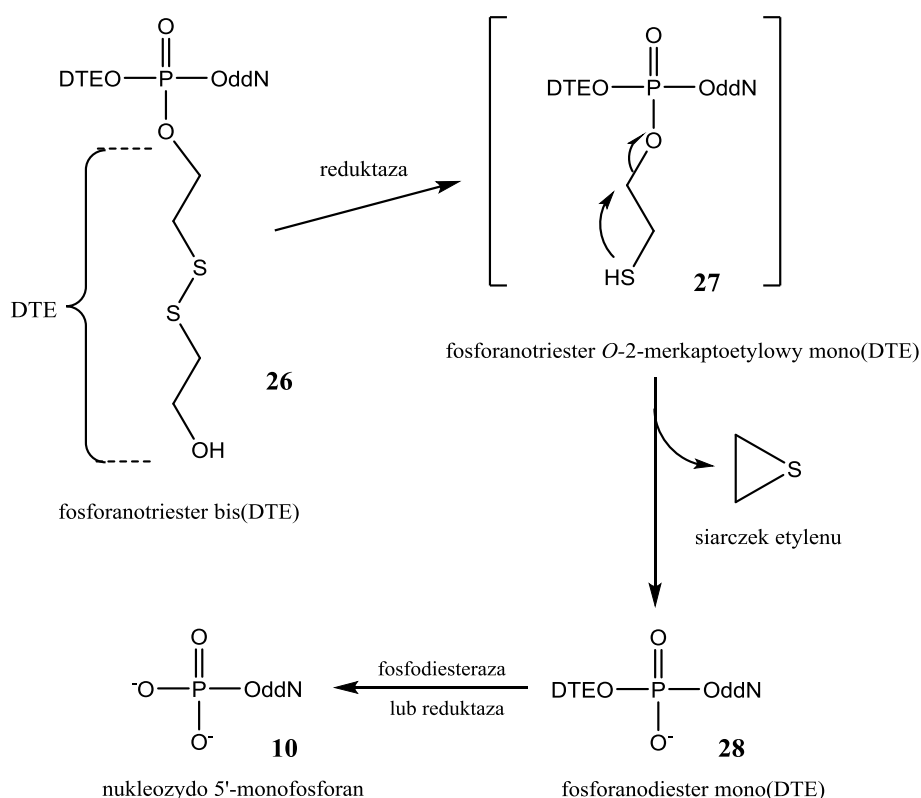 O
DTEO P OddN
O
DTE
S
S
26
OH
fosforanotriester bis(DTE)
reduktaza
O
DTEO P OddN
O
HS
27
fosforanotriester O-2-merkaptoetylowy mono(DTE)
S
siarczek etylenu
O
DTEO P OddN
O-
28
fosforanodiester mono(DTE)
fosfodiesteraza
lub reduktaza
O
-O P OddN
O-
10
nukleozydo 5'-monofosforan